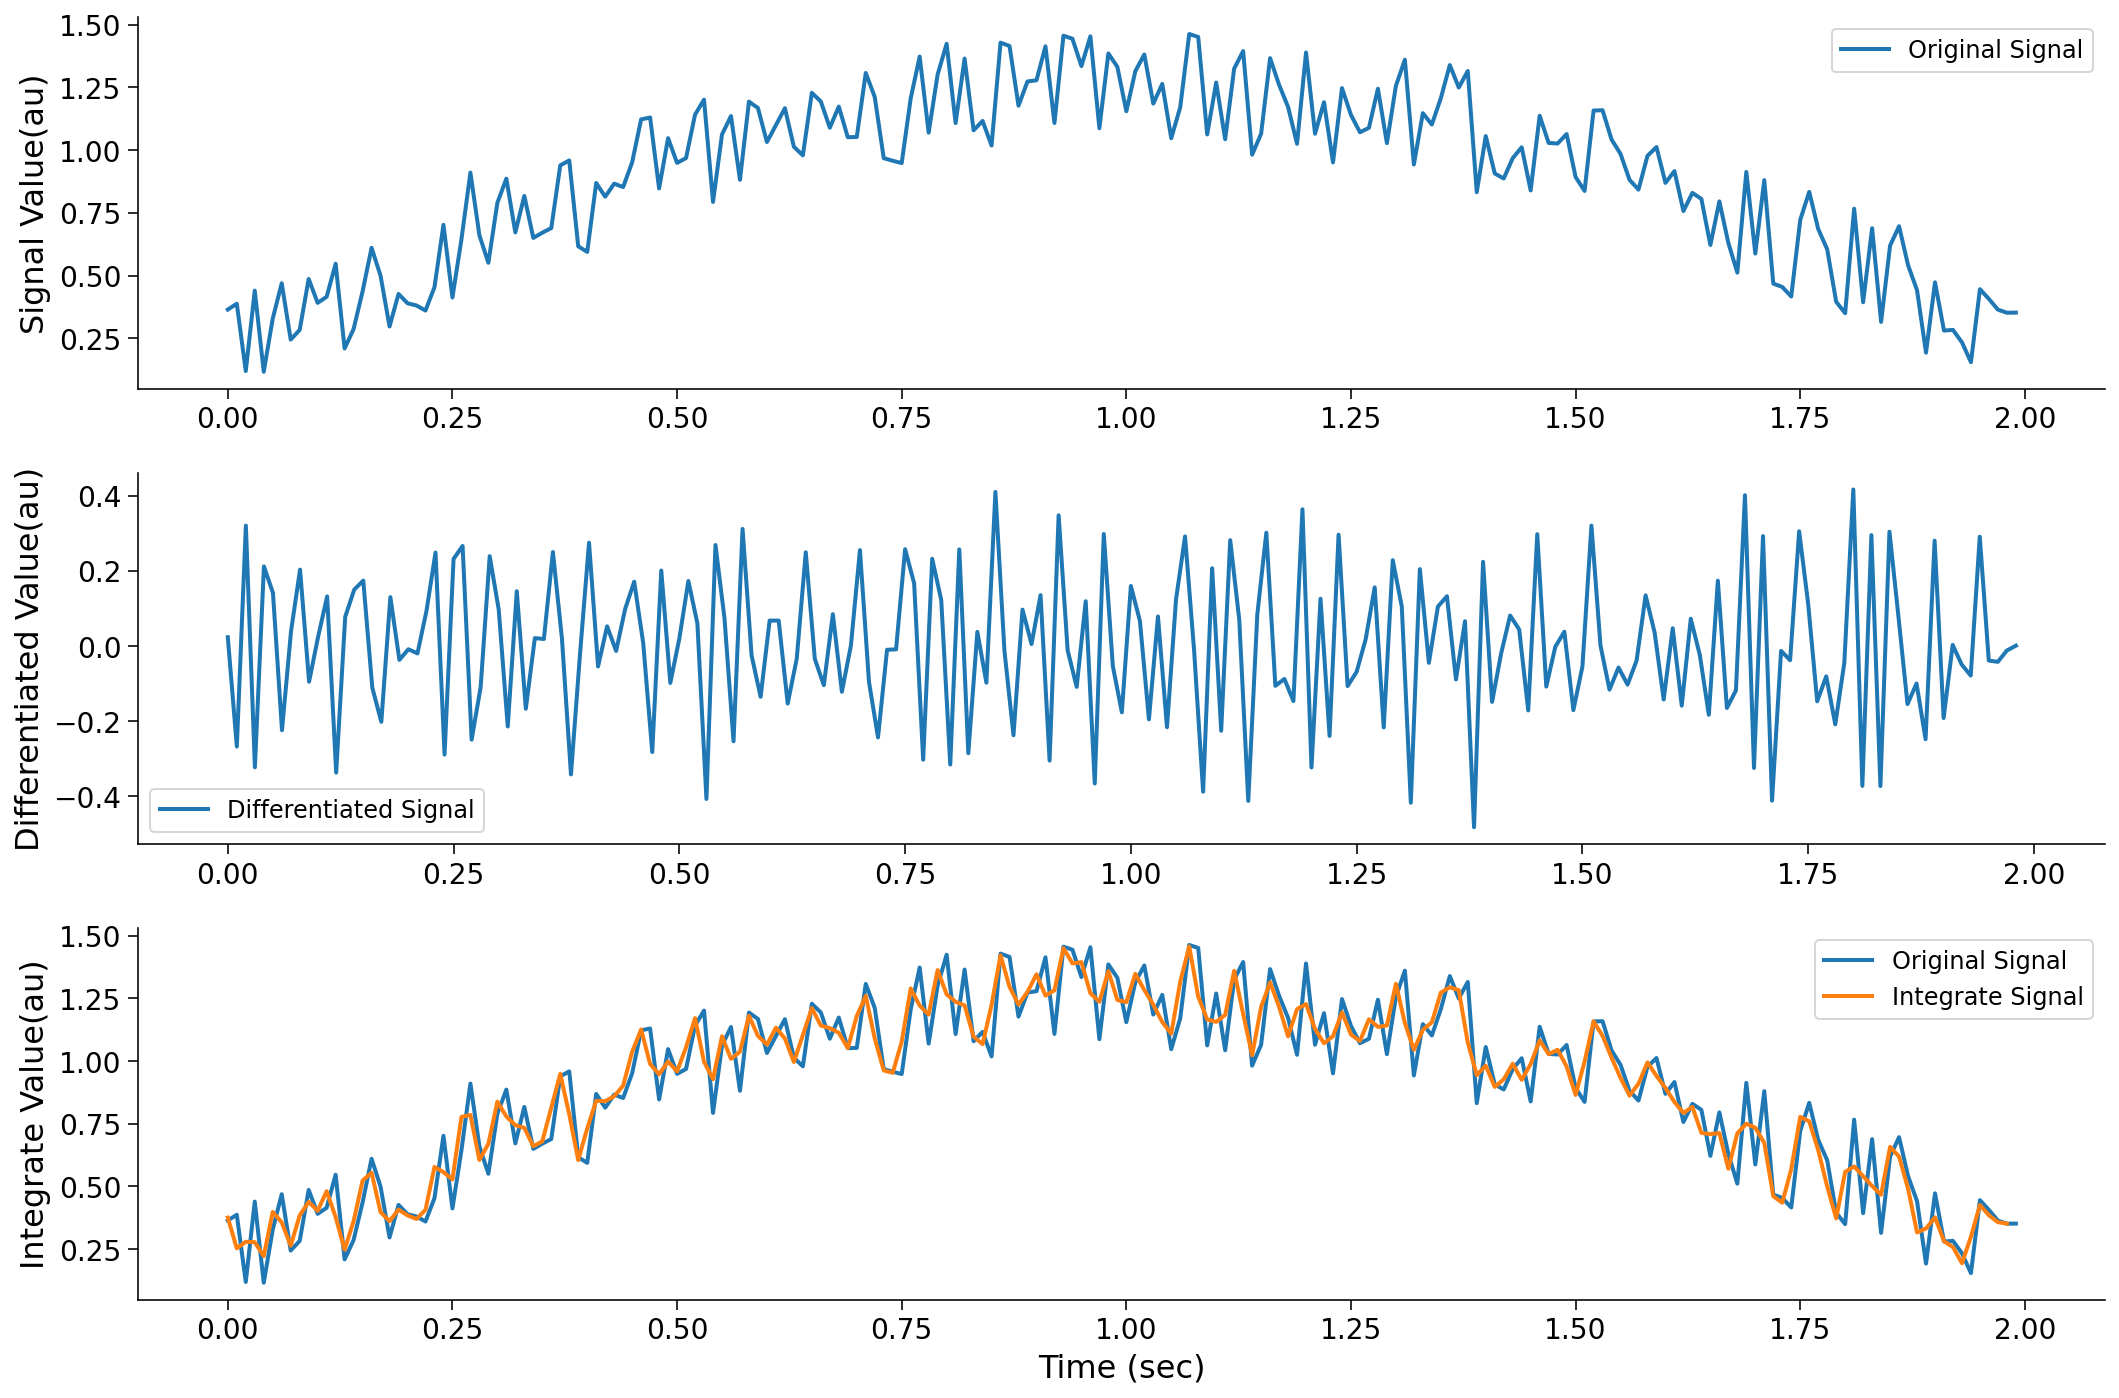 Signal Value(au)
1.50
1.25
1.00
0.75
0.50
0.25
Original Signal
0.00 0.25 0.50 0.75 1.00 1.25 1.50 1.75 2.00
Differentiated Value(au)
0.4
0.2
0.0
−0.2
−0.4
Differentiated Signal
0.00 0.25 0.50 0.75 1.00 1.25 1.50 1.75 2.00
Integrate Value(au)
1.50
1.25
1.00
0.75
0.50
0.25
Original Signal
Integrate Signal
0.00 0.25 0.50 0.75 1.00 1.25 1.50 1.75 2.00
Time (sec)